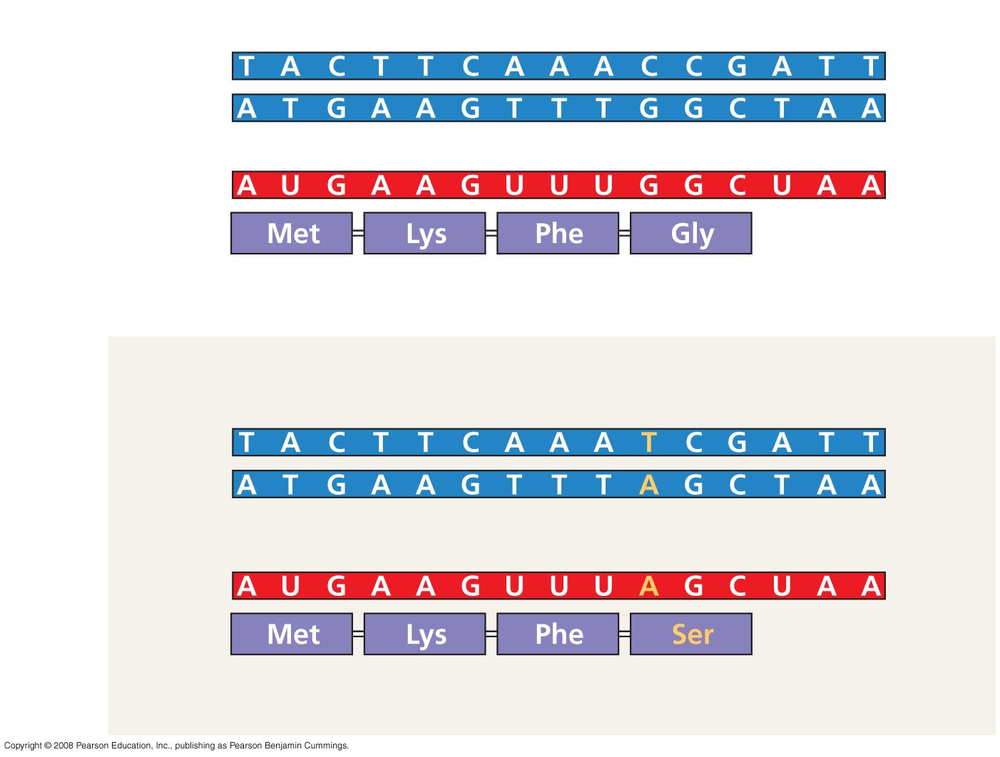 T A C T T C A A A C C G A T T
A T G A A G T T T G G C T A A
A U G A A G U U U G G C U A A
Met Lys Phe Gly
T A C T T C A A A T C G A T T
A T G A A G T T T A G C T A A
A U G A A G U U U A G C U A A
Met Lys Phe Ser
Copyright © 2008 Pearson Education, Inc., publishing as Pearson Benjamin Cummings.